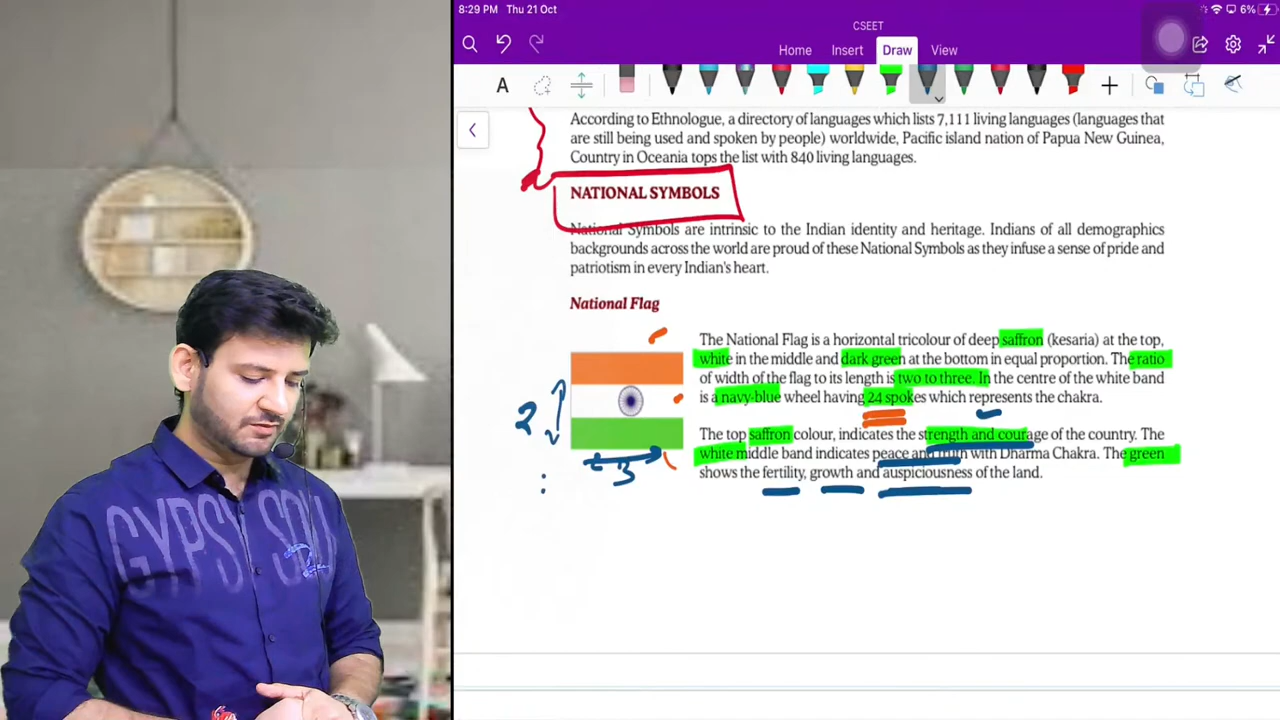 8:29 PM Thu 21 Oct
6%
CSEET
Home Insert Draw View
A
According to Ethnologue, a directory of languages which lists 7,111 living languages (languages that
are still being used and spoken by people) worldwide, Pacific island nation of Papua New Guinea,
Country in Oceania tops the list with 840 living languages.
NATIONAL SYMBOLS
National Symbols are intrinsic to the Indian identity and heritage. Indians of all demographics
backgrounds across the world are proud of these National Symbols as they infuse a sense of pride and
patriotism in every Indian's heart.
National Flag
The National Flag is a horizontal tricolour of deep saffron (kesaria) at the top,
white in the middle and dark green at the bottom in equal proportion. The ratio
of width of the flag to its length is two to three. In the centre of the white band
is a navy-blue wheel having 24 spokes which represents the chakra.
The top saffron colour, indicates the strength and courage of the country. The
white middle band indicates peace and truth with Dharma Chakra. The green
shows the fertility, growth and auspiciousness of the land.
2
:
3
GYPSY SOU